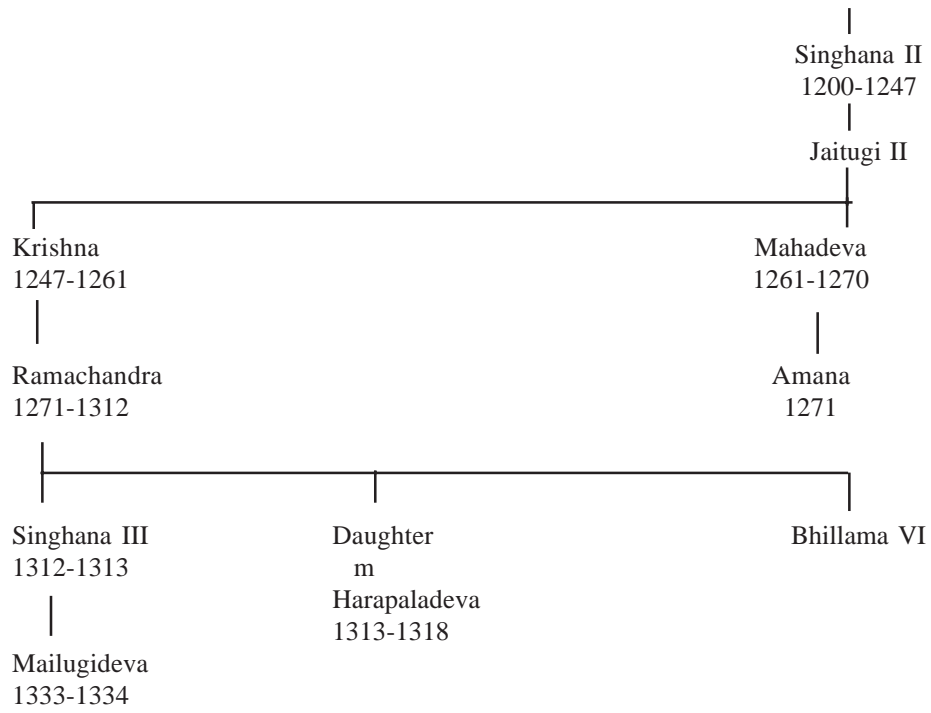 Singhana II
1200-1247
Jaitugi II
Krishna
1247-1261
Mahadeva
1261-1270
Ramachandra
1271-1312
Amana
1271
Singhana III
1312-1313
Daughter
m
Harapaladeva
1313-1318
Bhillama VI
Mailugideva
1333-1334